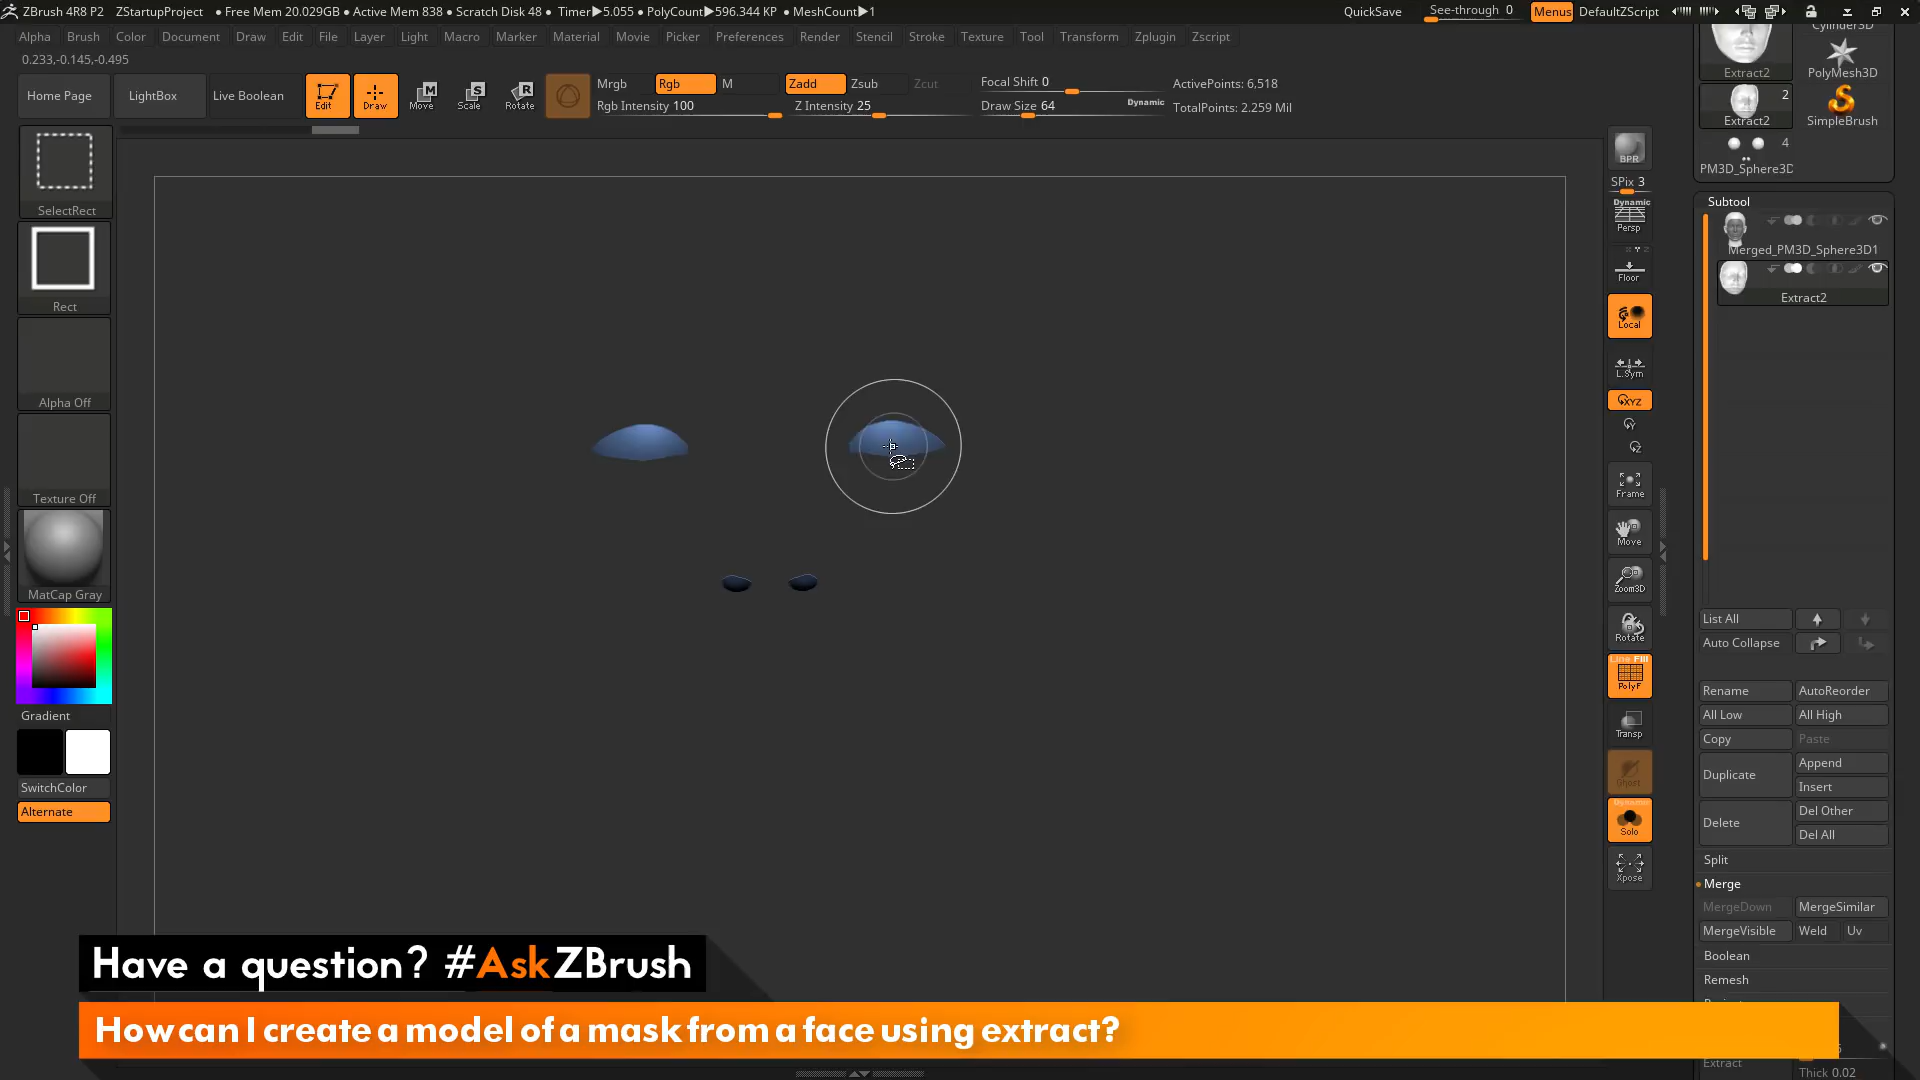 ZBrush 4R8 P2 ZStartupProject ● Free Mem 20.029GB ● Active Mem 838 ● Scratch Disk 48 ● Timer▶5.055 ● PolyCount▶596.344 KP ● MeshCount▶1 QuickSave See-through 0 Menus DefaultZScript
Alpha Brush Color Document Draw Edit File Layer Light Macro Marker Material Movie Picker Preferences Render Stencil Stroke Texture Tool Transform Zplugin Zscript
0.233,-0.145,-0.495
Home Page LightBox Live Boolean Edit Draw Move Scale Rotate
Mrgb Rgb M Zadd Zsub Zcut Focal Shift 0 ActivePoints: 6,518
Rgb Intensity 100 Z Intensity 25 Draw Size 64 Dynamic TotalPoints: 2.259 Mil
SelectRect
Rect
Alpha Off
Texture Off
MatCap Gray
Gradient
SwitchColor
Alternate
BPR
SPix 3
Dynamic
Persp
Floor
Local
L.Sym
XYZ
Frame
Move
Zoom3D
Rotate
Line Fill
PolyF
Transp
Dynamic
Solo
Xpose
Cylinder3D
Extract2 PolyMesh3D
2
Extract2 SimpleBrush
4
PM3D_Sphere3D
Subtool
Merged_PM3D_Sphere3D1
Extract2
List All
Auto Collapse
Rename AutoReorder
All Low All High
Copy Paste
Duplicate Append
Insert
Delete Del Other
Del All
Split
Merge
MergeDown MergeSimilar
MergeVisible Weld Uv
Boolean
Remesh
Extract
Thick 0.02
Have a question? #AskZBrush
How can I create a model of a mask from a face using extract?